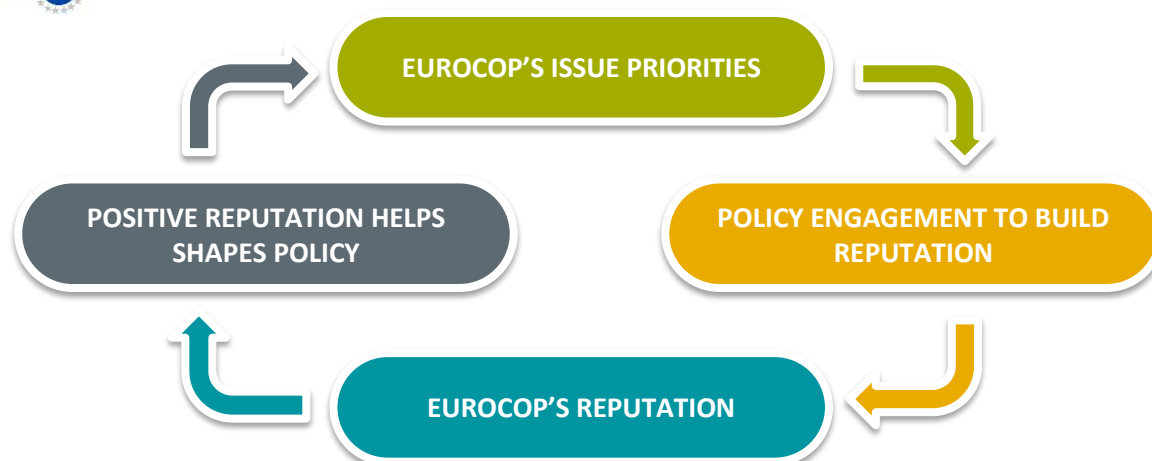 EUROCOP'S ISSUE PRIORITIES
POSITIVE REPUTATION HELPS
SHAPES POLICY
POLICY ENGAGEMENT TO BUILD
REPUTATION
EUROCOP'S REPUTATION